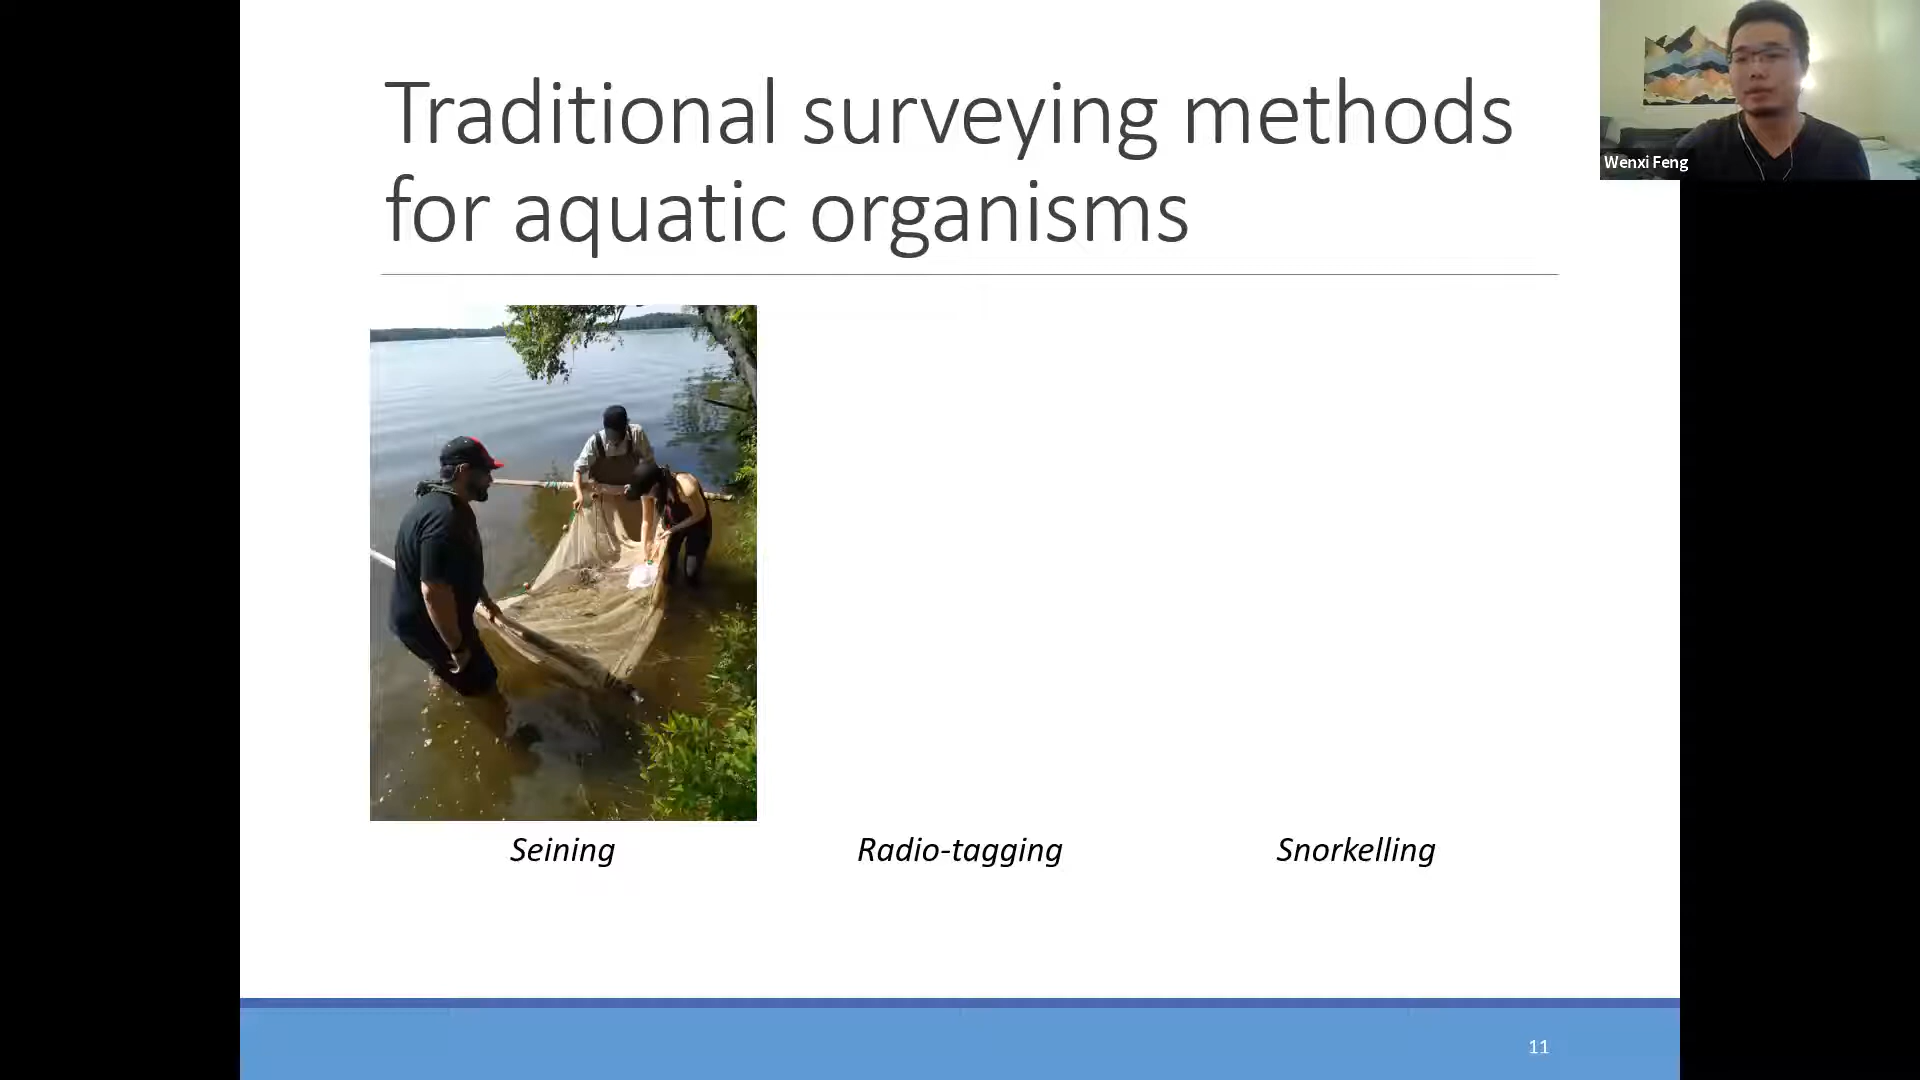 Traditional surveying methods
for aquatic organisms
Wenxi Feng
Seining
Radio-tagging
Snorkelling
11